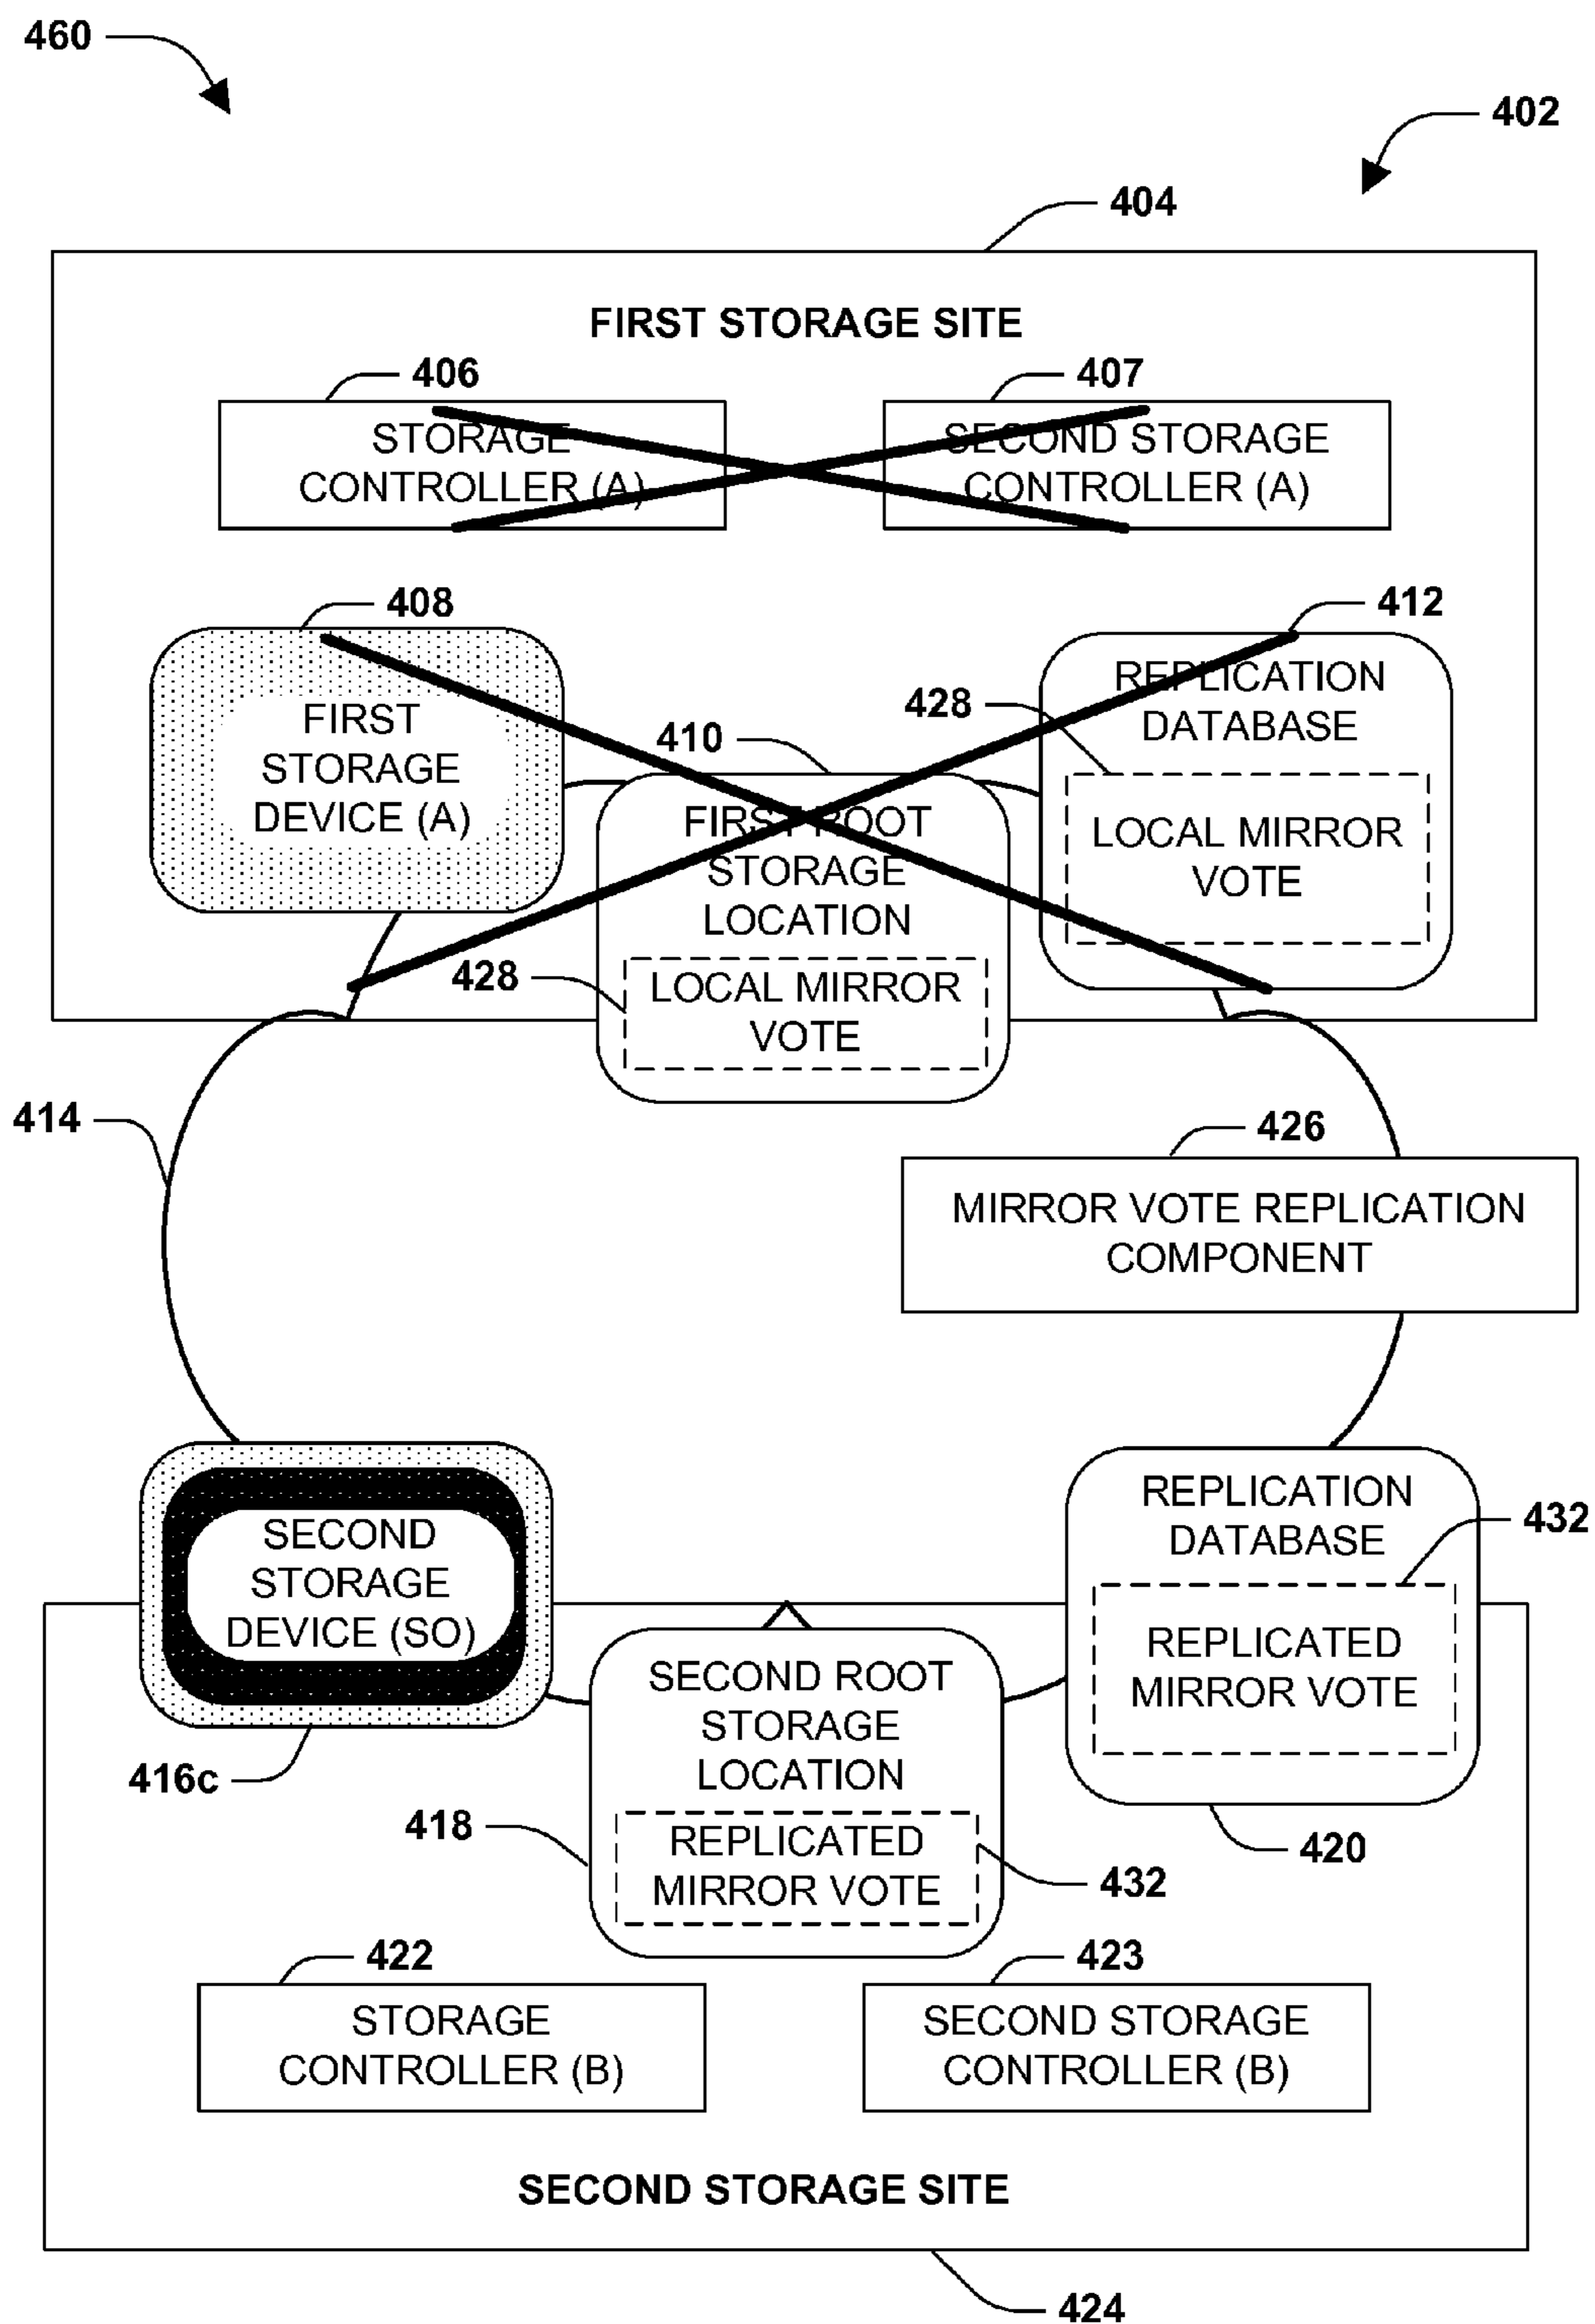 460
402
404
FIRST STORAGE SITE
406
407
STORAGE
CONTROLLER (A)
SECOND STORAGE
CONTROLLER (A)
408
412
FIRST
STORAGE
DEVICE (A)
410
428
REPLICATION
DATABASE
LOCAL MIRROR
VOTE
FIRST ROOT
STORAGE
LOCATION
428
LOCAL MIRROR
VOTE
414
426
MIRROR VOTE REPLICATION
COMPONENT
SECOND
STORAGE
DEVICE (SO)
416c
REPLICATION
DATABASE
432
REPLICATED
MIRROR VOTE
420
SECOND ROOT
STORAGE
LOCATION
418
REPLICATED
MIRROR VOTE
432
422
423
STORAGE
CONTROLLER (B)
SECOND STORAGE
CONTROLLER (B)
SECOND STORAGE SITE
424